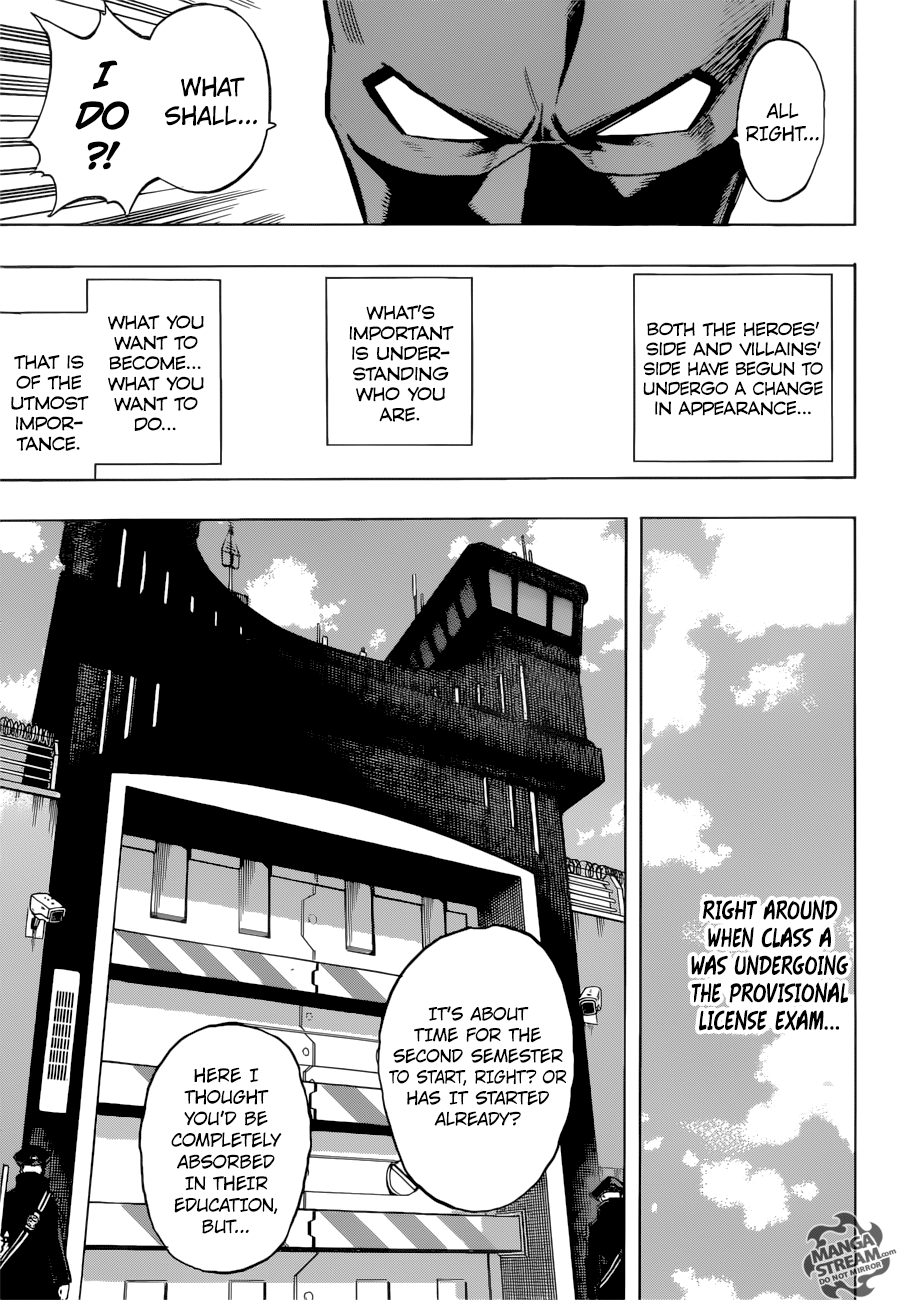 ALL
RIGHT...
WHAT
SHALL...
I
DO
?!
BOTH THE HEROES'
SIDE AND VILLAINS'
SIDE HAVE BEGUN TO
UNDERGO A CHANGE
IN APPEARANCE...
WHAT'S
IMPORTANT
IS UNDER-
STANDING
WHO YOU
ARE.
WHAT YOU
WANT TO
BECOME...
WHAT YOU
WANT TO
DO...
THAT IS
OF THE
UTMOST
IMPOR-
TANCE.
RIGHT AROUND
WHEN CLASS A
WAS UNDERGOING
THE PROVISIONAL
LICENSE EXAM...
IT'S ABOUT
TIME FOR THE
SECOND SEMESTER
TO START, RIGHT? OR
HAS IT STARTED
ALREADY?
HERE I
THOUGHT
YOU'D BE
COMPLETELY
ABSORBED
IN THEIR
EDUCATION,
BUT...
MANGA
STREAM.com
DO NOT MIRROR